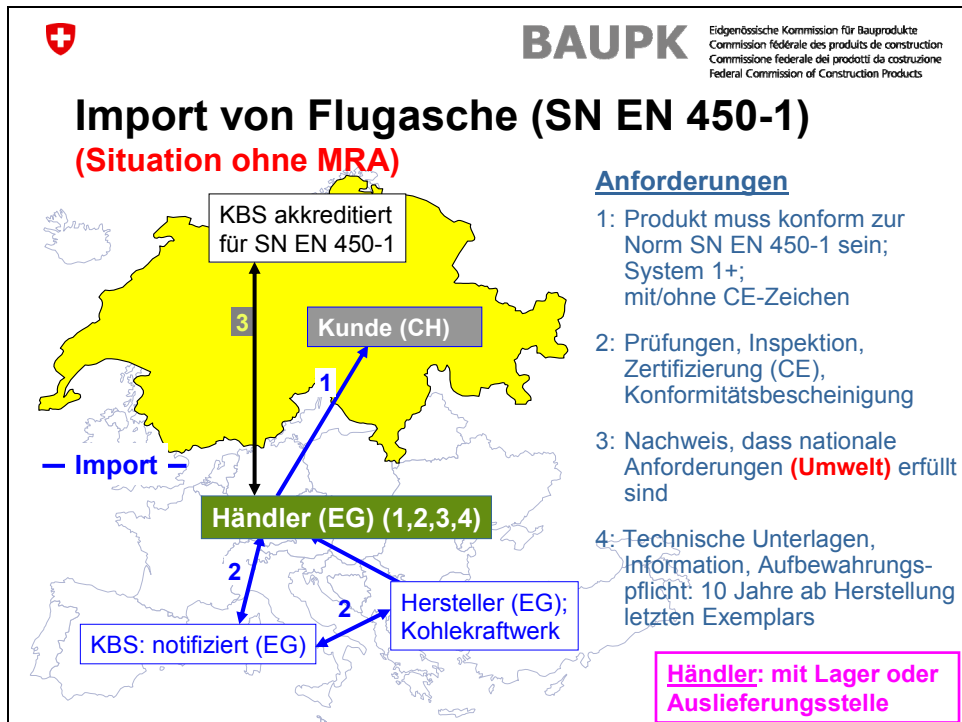 BAUPK
Eidgenössische Kommission für Bauprodukte
Commission fédérale des produits de construction
Commissione federale dei prodotti da costruzione
Federal Commission of Construction Products
Import von Flugasche (SN EN 450-1)
(Situation ohne MRA)
KBS akkreditiert
für SN EN 450-1
3
Kunde (CH)
1
Import
Händler (EG) (1,2,3,4)
2
2
KBS: notifiziert (EG)
Hersteller (EG);
Kohlekraftwerk
Anforderungen
1: Produkt muss konform zur
Norm SN EN 450-1 sein;
System 1+;
mit/ohne CE-Zeichen
2: Prüfungen, Inspektion,
Zertifizierung (CE),
Konformitätsbescheinigung
3: Nachweis, dass nationale
Anforderungen (Umwelt) erfüllt
sind
4: Technische Unterlagen,
Information, Aufbewahrungs-
pflicht: 10 Jahre ab Herstellung
letzten Exemplars
Händler: mit Lager oder
Auslieferungsstelle